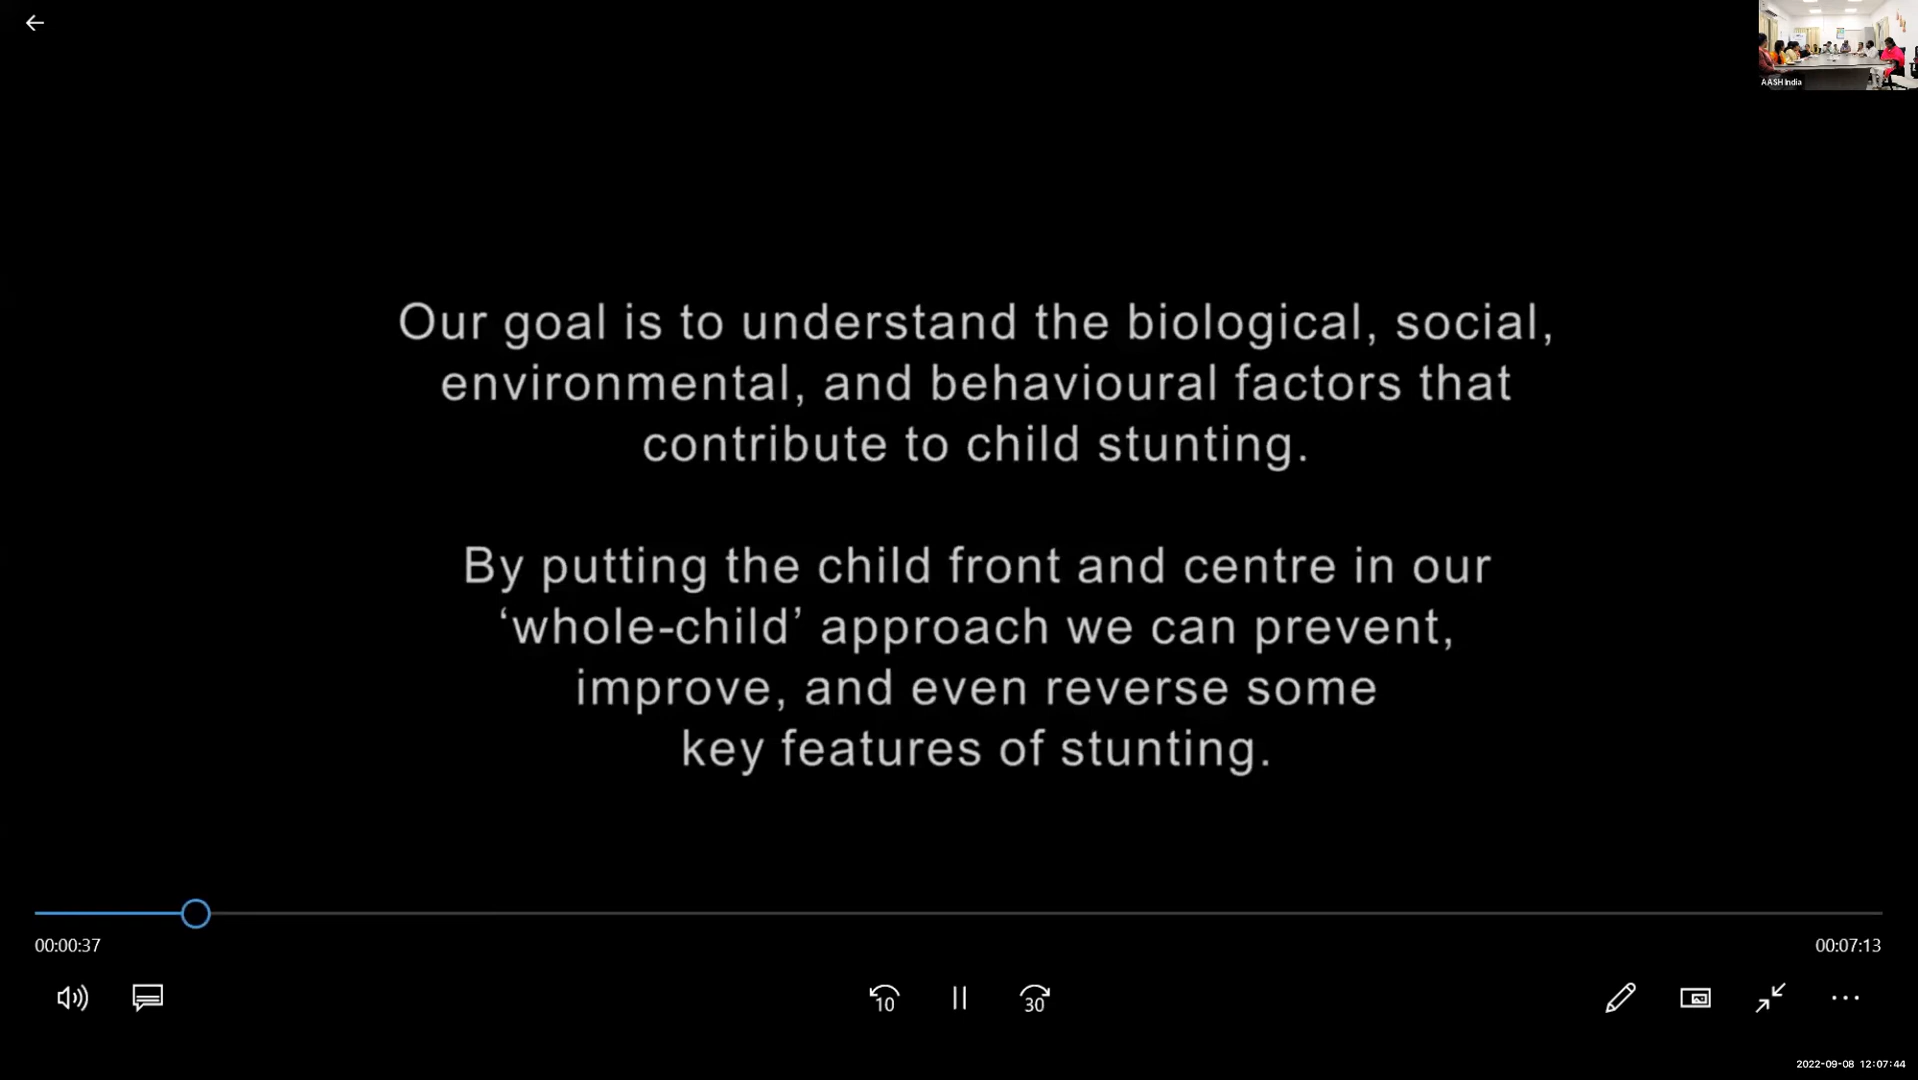 AASH India
Our goal is to understand the biological, social,
environmental, and behavioural factors that
contribute to child stunting.
By putting the child front and centre in our
‘whole-child’ approach we can prevent,
improve, and even reverse some
key features of stunting.
00:00:37
00:07:13
10
30
2022-09-08 12:07:44